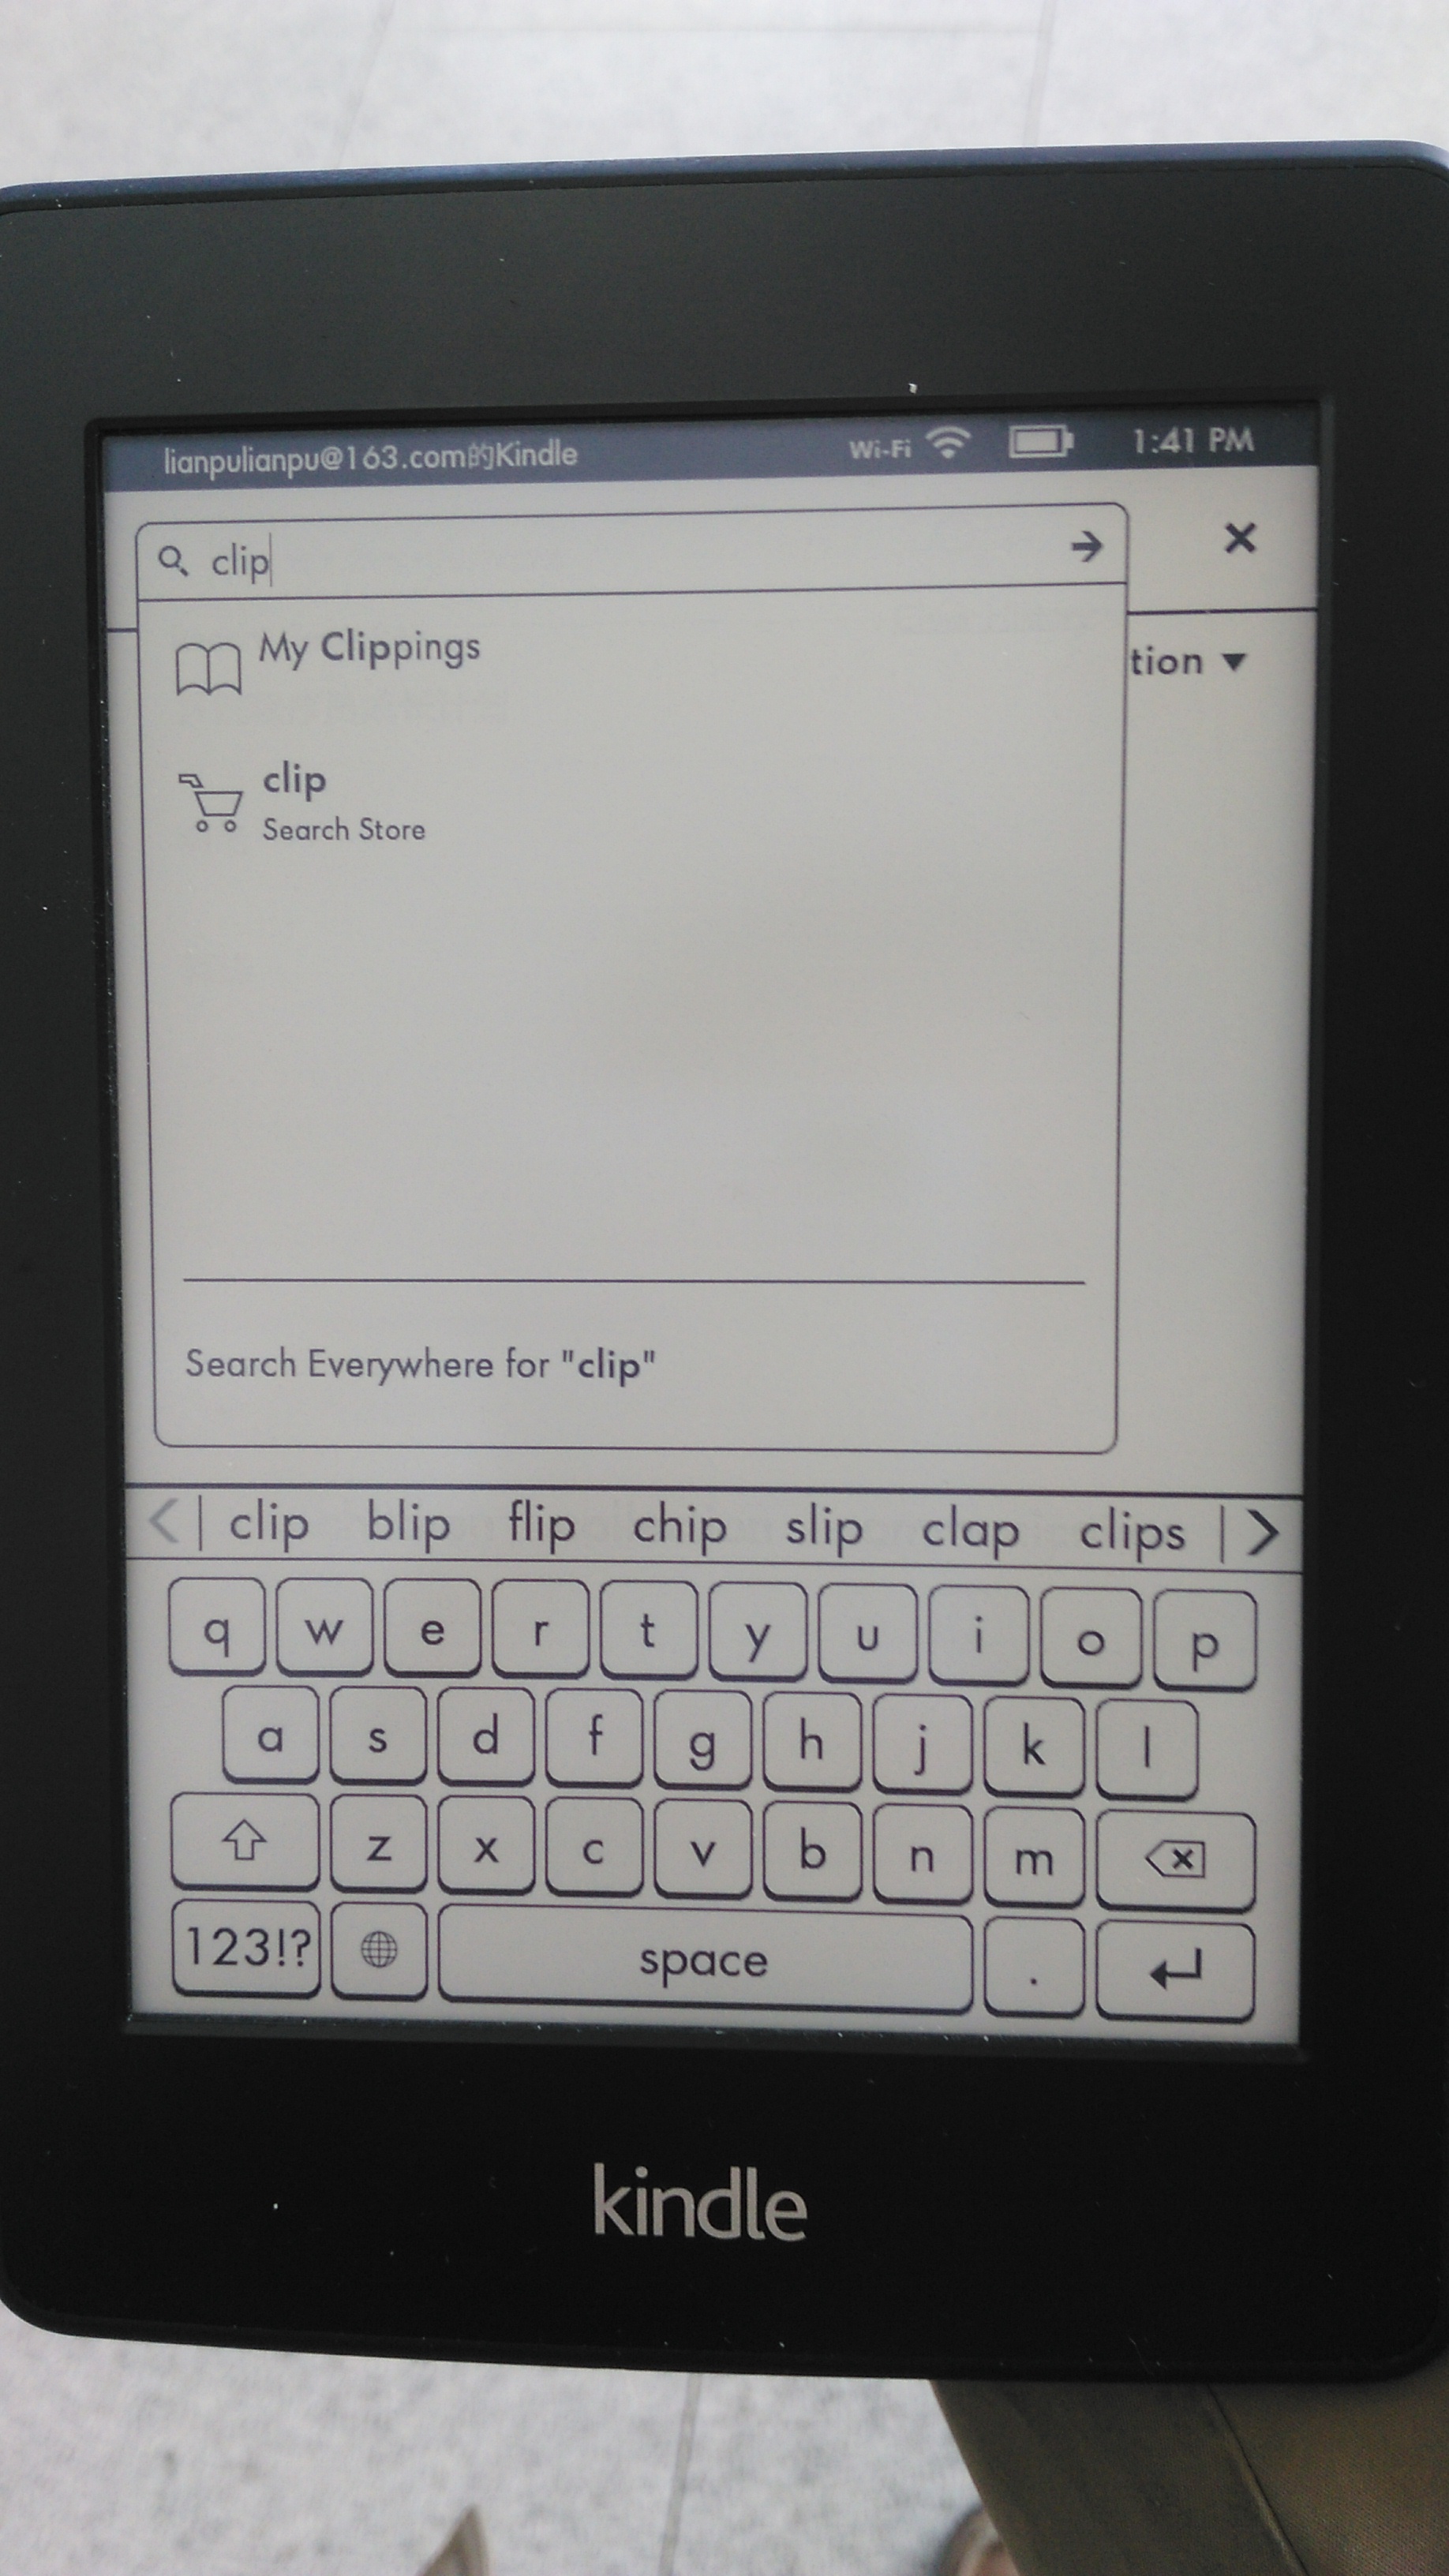 lianpulianpu@163.com的Kindle Wi-Fi 1:41 PM
clip
My Clippings
tion
clip
Search Store
Search Everywhere for "clip"
clip blip flip chip slip clap clips
q w e r t y u i o p
a s d f g h j k l
z x c v b n m
123!? space .
kindle